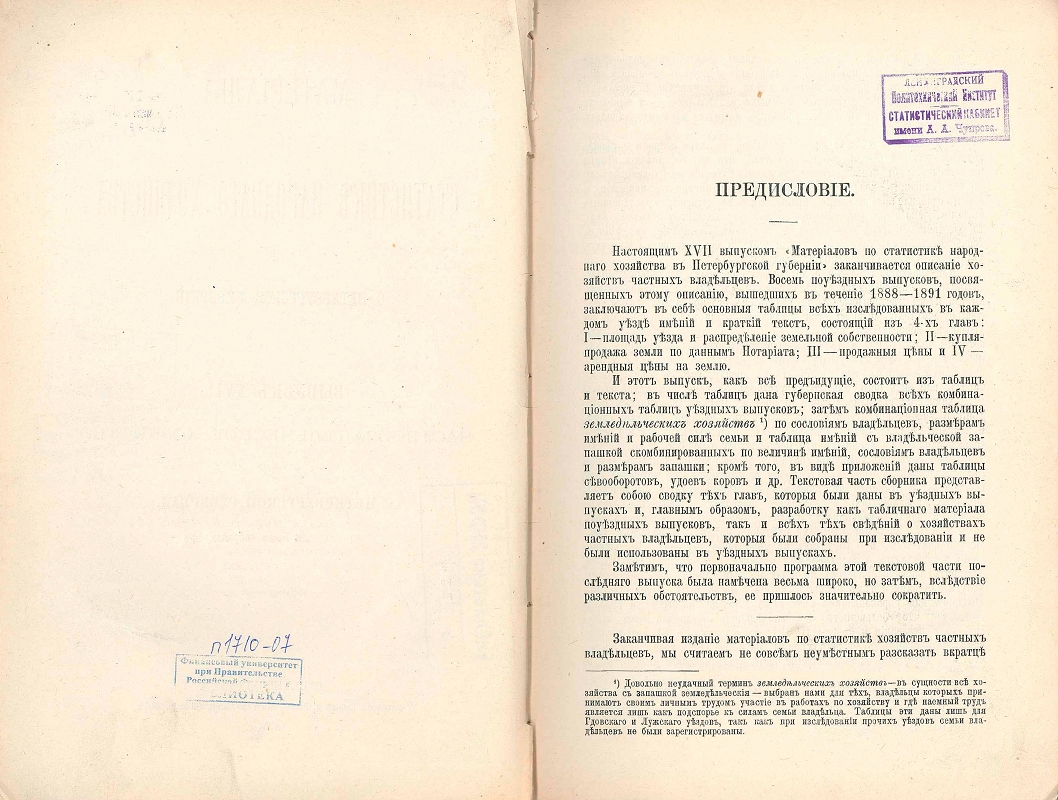 п1710-07
Финансовый университет
при Правительстве
Российской
БИБЛИОТЕКА
ЛЕНИНГРАДСКИЙ
Политехнический Институт
СТАТИСТИЧЕСКИЙ КАБИНЕТ
имени А. А. Чупрова.
ПРЕДИСЛОВІЕ.
Настоящимъ XVII выпускомъ «Матеріаловъ по статистикѣ народ-
наго хозяйства въ Петербургской губерніи» заканчивается описаніе хо-
зяйствъ частныхъ владѣльцевъ. Восемь поуѣздныхъ выпусковъ, посвя-
щенныхъ этому описанію, вышедшихъ въ теченіе 1888—1891 годовъ,
заключаютъ въ себѣ основныя таблицы всѣхъ изслѣдованныхъ въ каж-
домъ уѣздѣ имѣній и краткій текстъ, состоящій изъ 4-хъ главъ:
I—площадь уѣзда и распредѣленіе земельной собственности; II—купля-
продажа земли по даннымъ Нотаріата; III—продажныя цѣны и IV —
арендныя цѣны на землю.
И этотъ выпускъ, какъ всѣ предъидущіе, состоитъ изъ таблицъ
и текста; въ числѣ таблицъ дана губернская сводка всѣхъ комбина-
ціонныхъ таблицъ уѣздныхъ выпусковъ; затѣмъ комбинаціонная таблица
земледѣльческихъ хозяйствъ ¹) по сословіямъ владѣльцевъ, размѣрамъ
имѣній и рабочей силѣ семьи и таблица имѣній съ владѣльческой за-
пашкой скомбинированныхъ по величинѣ имѣній, сословіямъ владѣльцевъ
и размѣрамъ запашки; кромѣ того, въ видѣ приложеній даны таблицы
сѣвооборотовъ, удоевъ коровъ и др. Текстовая часть сборника представ-
ляетъ собою сводку тѣхъ главъ, которыя были даны въ уѣздныхъ вы-
пускахъ и, главнымъ образомъ, разработку какъ табличнаго матеріала
поуѣздныхъ выпусковъ, такъ и всѣхъ тѣхъ свѣдѣній о хозяйствахъ
частныхъ владѣльцевъ, которыя были собраны при изслѣдованіи и не
были использованы въ уѣздныхъ выпускахъ.
Замѣтимъ, что первоначально программа этой текстовой части по-
слѣдняго выпуска была намѣчена весьма широко, но затѣмъ, вслѣдствіе
различныхъ обстоятельствъ, ее пришлось значительно сократить.
Заканчивая изданіе матеріаловъ по статистикѣ хозяйствъ частныхъ
владѣльцевъ, мы считаемъ не совсѣмъ неумѣстнымъ разсказать вкратцѣ
¹) Довольно неудачный терминъ земледѣльческихъ хозяйствъ—въ сущности всѣ хо-
зяйства съ запашкой земледѣльческія — выбранъ нами для тѣхъ, владѣльцы которыхъ при-
нимаютъ своимъ личнымъ трудомъ участіе въ работахъ по хозяйству и гдѣ наемный трудъ
является лишь какъ подспорье къ силамъ семьи владѣльца. Таблицы эти даны лишь для
Гдовскаго и Лужскаго уѣздовъ, такъ какъ при изслѣдованіи прочихъ уѣздовъ семьи вла-
дѣльцевъ не были зарегистрированы.